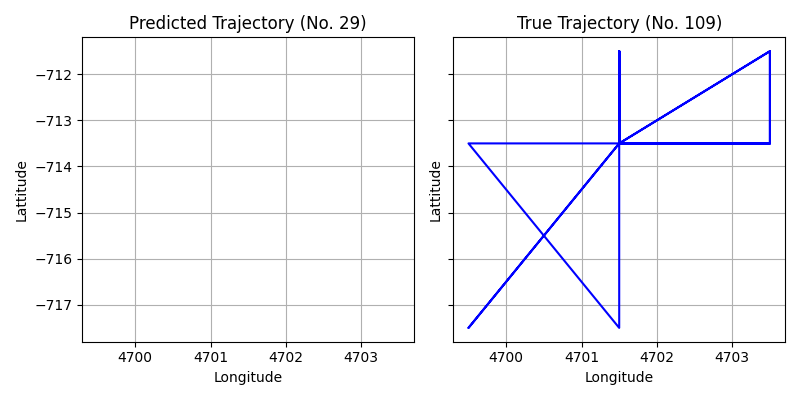 Predicted Trajectory (No. 29)
True Trajectory (No. 109)
−712
−713
−714
−715
−716
−717
Lattitude
Lattitude
4700 4701 4702 4703
4700 4701 4702 4703
Longitude
Longitude